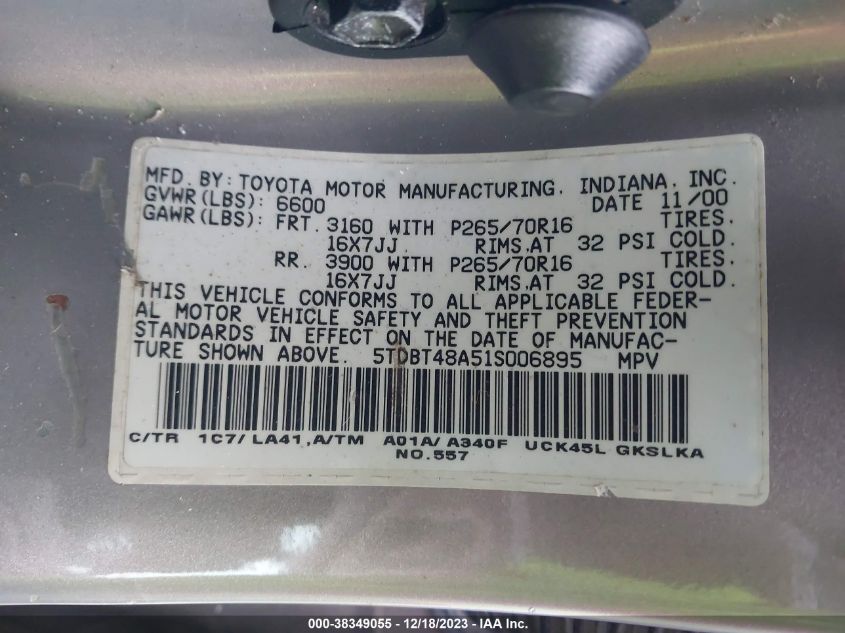 MFD. BY: TOYOTA MOTOR MANUFACTURING, INDIANA, INC.
GVWR(LBS): 6600 DATE 11/00
GAWR(LBS): FRT. 3160 WITH P265/70R16 TIRES,
16X7JJ RIMS,AT 32 PSI COLD.
RR. 3900 WITH P265/70R16 TIRES,
16X7JJ RIMS,AT 32 PSI COLD.
THIS VEHICLE CONFORMS TO ALL APPLICABLE FEDER-
AL MOTOR VEHICLE SAFETY AND THEFT PREVENTION
STANDARDS IN EFFECT ON THE DATE OF MANUFAC-
TURE SHOWN ABOVE. 5TDBT48A51S006895 MPV
C/TR 1C7/ LA41,A/TM A01A/ A340F UCK45L GKSLKA
NO.557
000-38349055 - 12/18/2023 - IAA Inc.